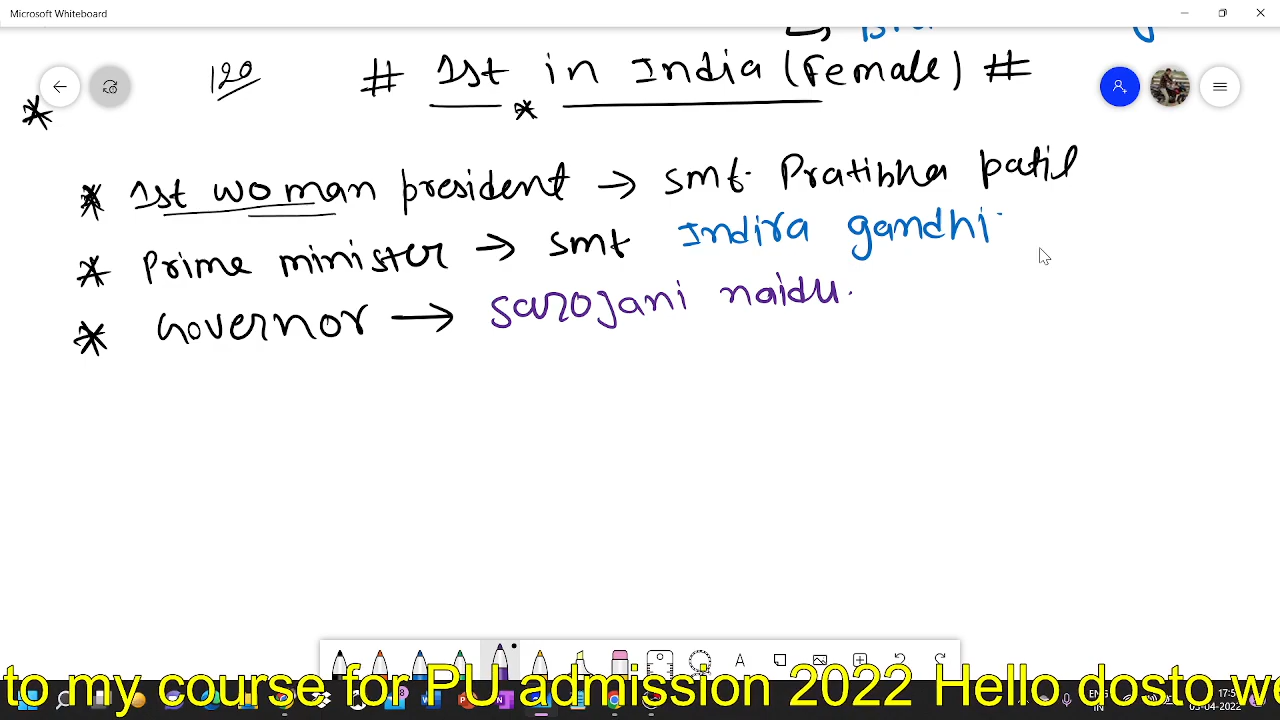 Microsoft Whiteboard
120
# 1st in India (Female) #
* 1st woman president → smt. Pratibha patil
* Prime minister → smt Indira gandhi.
* Governor → Sarojani naidu.
to my course for PU admission 2022 Hello dosto we